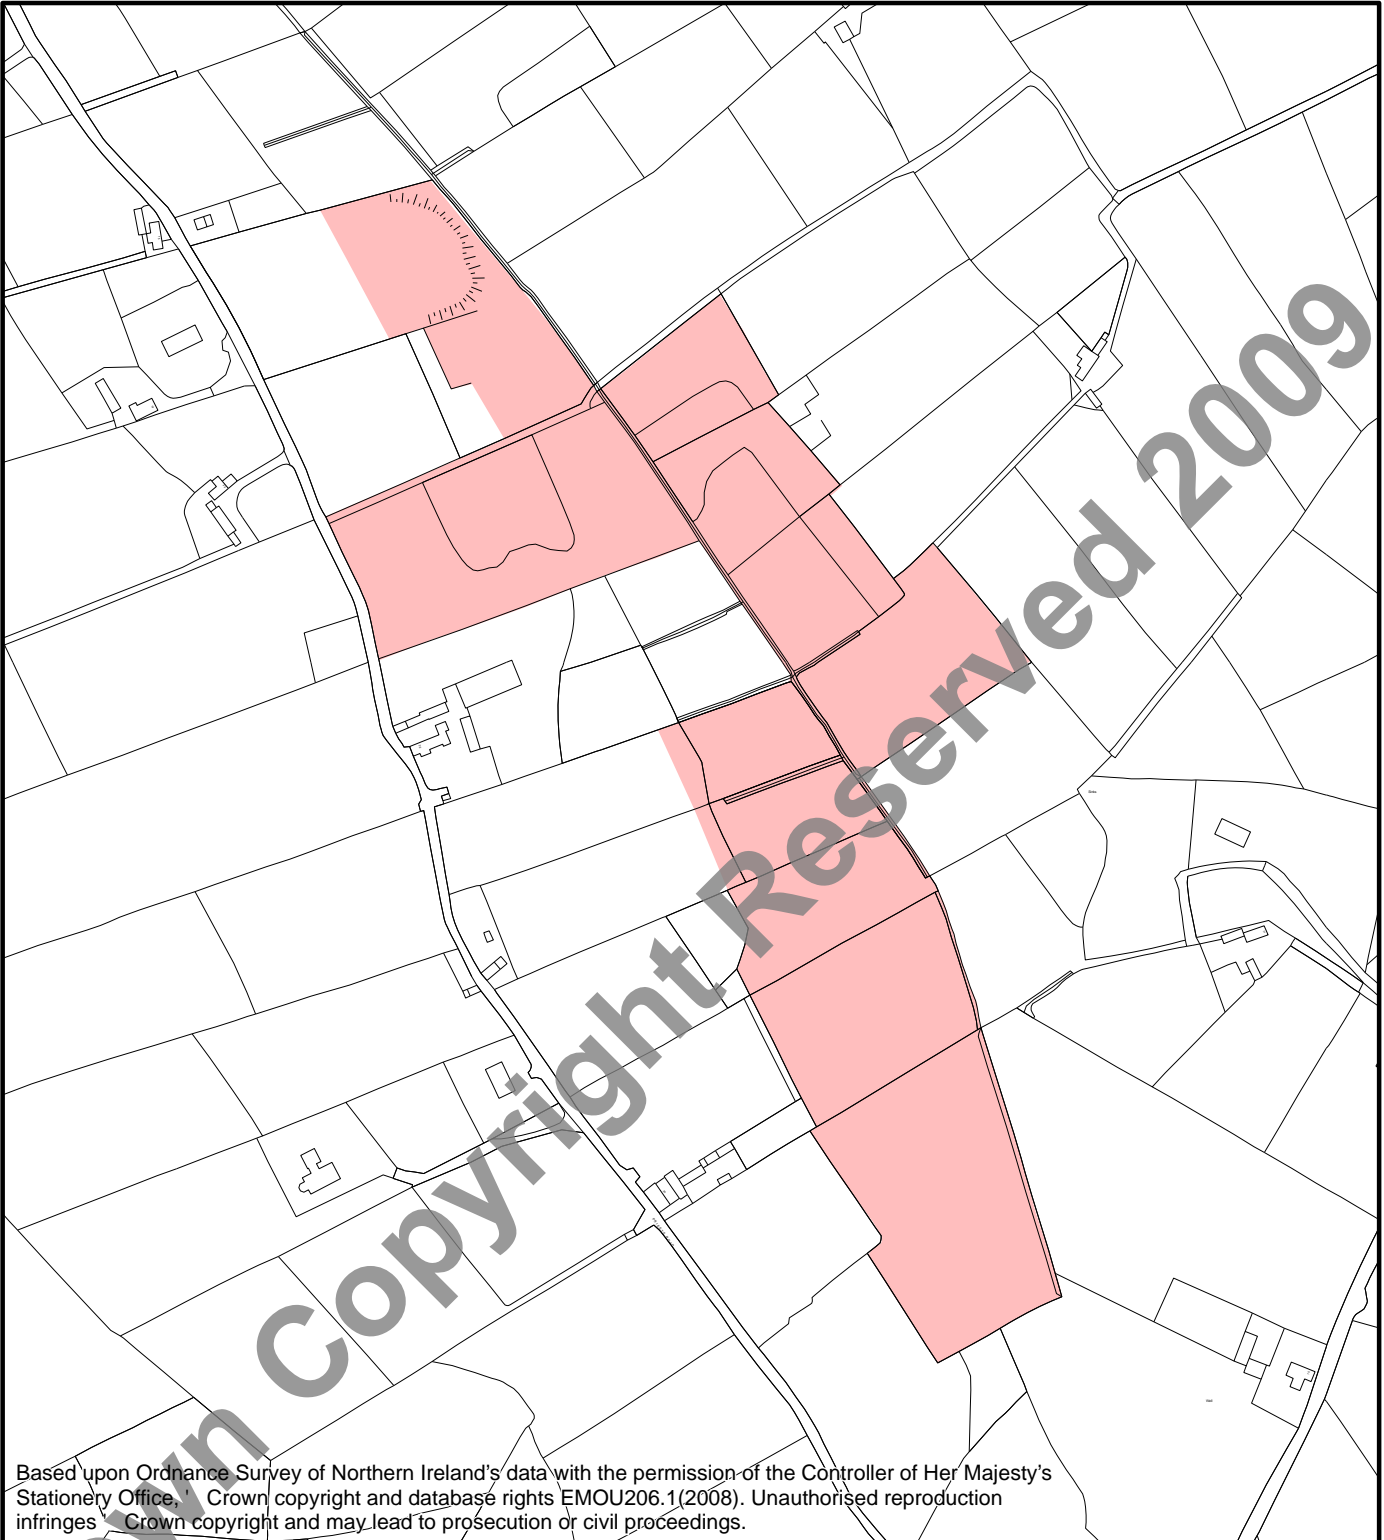 wn Copyright Reserved 2009
Based upon Ordnance Survey of Northern Ireland's data with the permission of the Controller of Her Majesty's
Stationery Office, ' Crown copyright and database rights EMOU206.1(2008). Unauthorised reproduction
infringes ' Crown copyright and may lead to prosecution or civil proceedings.